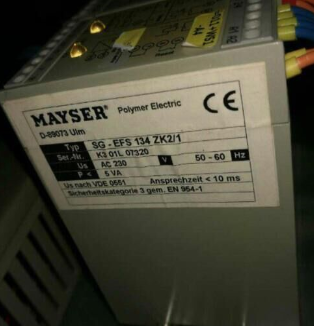 MAYSER® Polymer Electric CE
D-89073 Ulm
Typ SG - EFS 134 ZK2/1
Ser.-Nr. K3 01L 07320
Us AC 230 V 50 - 60 Hz
P < 5 VA
Us nach VDE 0551 Ansprechzeit < 10 ms
Sicherheitskategorie 3 gem. EN 954-1